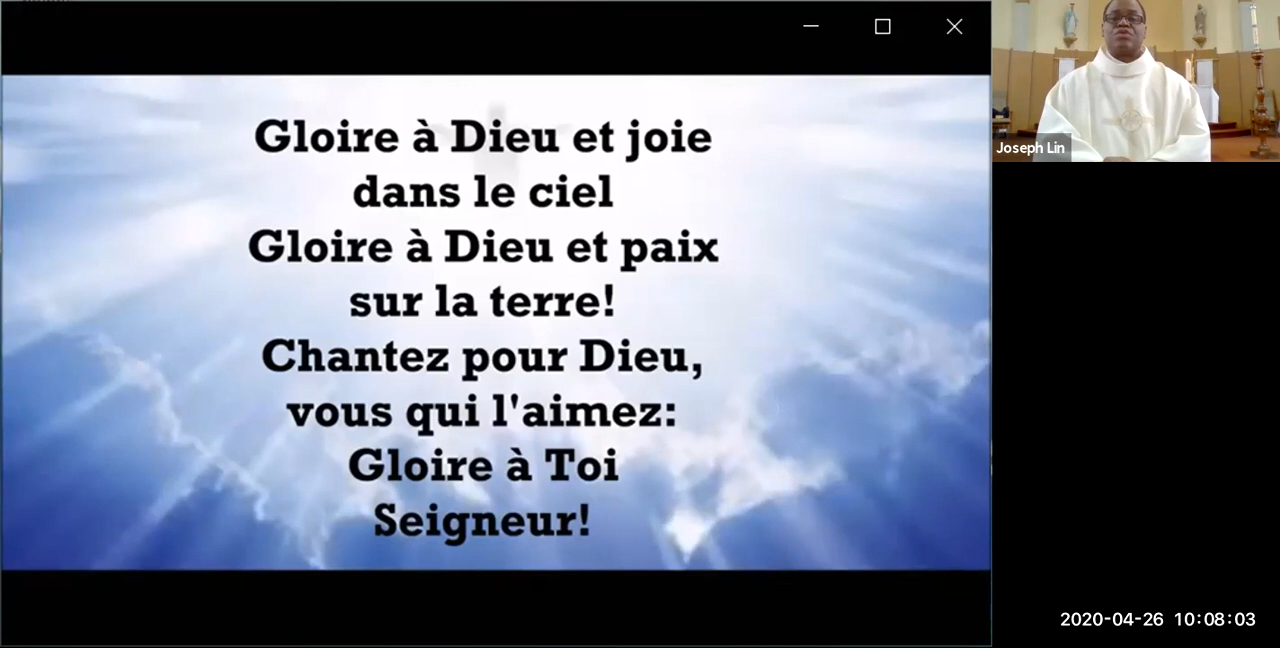 Gloire à Dieu et joie
dans le ciel
Gloire à Dieu et paix
sur la terre!
Chantez pour Dieu,
vous qui l'aimez:
Gloire à Toi
Seigneur!
Joseph Lin
2020-04-26 10:08:03